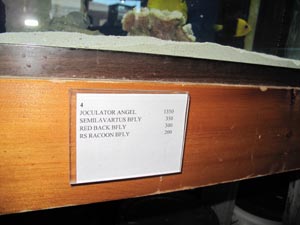 4
JOCULATOR ANGEL 1350
SEMILAVARTUS BFLY 350
RED BACK BFLY 300
RS RACOON BFLY 200